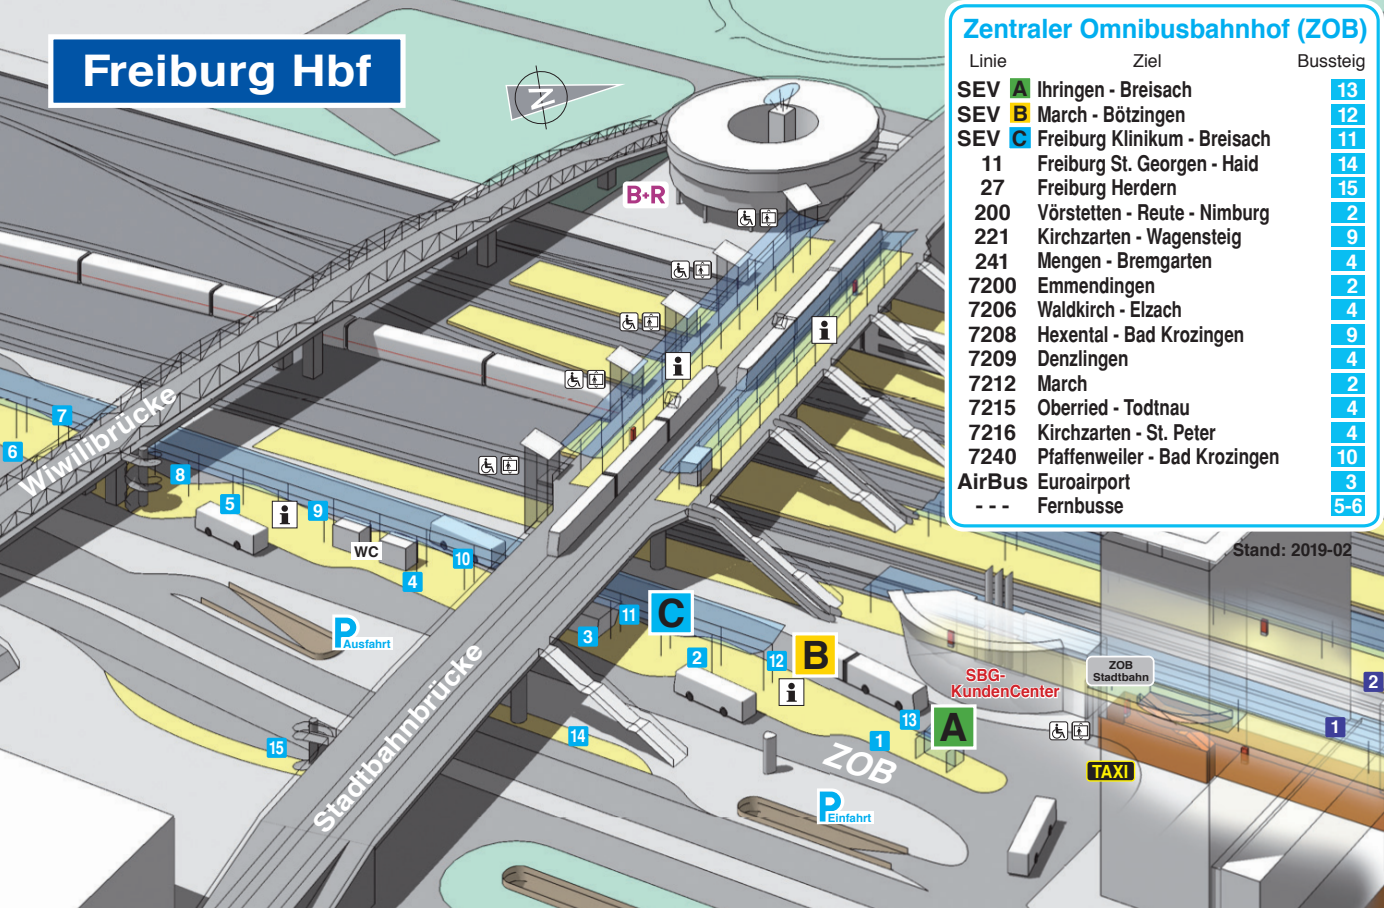 Freiburg Hbf
N
Zentraler Omnibusbahnhof (ZOB)
Linie Ziel Bussteig
SEV A Ihringen - Breisach 13
SEV B March - Bötzingen 12
SEV C Freiburg Klinikum - Breisach 11
11 Freiburg St. Georgen - Haid 14
27 Freiburg Herdern 15
200 Vörstetten - Reute - Nimburg 2
221 Kirchzarten - Wagensteig 9
241 Mengen - Bremgarten 4
7200 Emmendingen 2
7206 Waldkirch - Elzach 4
7208 Hexental - Bad Krozingen 9
7209 Denzlingen 4
7212 March 2
7215 Oberried - Todtnau 4
7216 Kirchzarten - St. Peter 4
7240 Pfaffenweiler - Bad Krozingen 10
AirBus Euroairport 3
- - - Fernbusse 5-6
Stand: 2019-02
B+R
i
i
Wiwilibrücke
7
6
8
5
i
9
WC
10
4
P Ausfahrt
Stadtbahnbrücke
11
C
3
2
12
B
i
13
A
1
ZOB
14
15
P Einfahrt
SBG-
KundenCenter
ZOB
Stadtbahn
TAXI
2
1